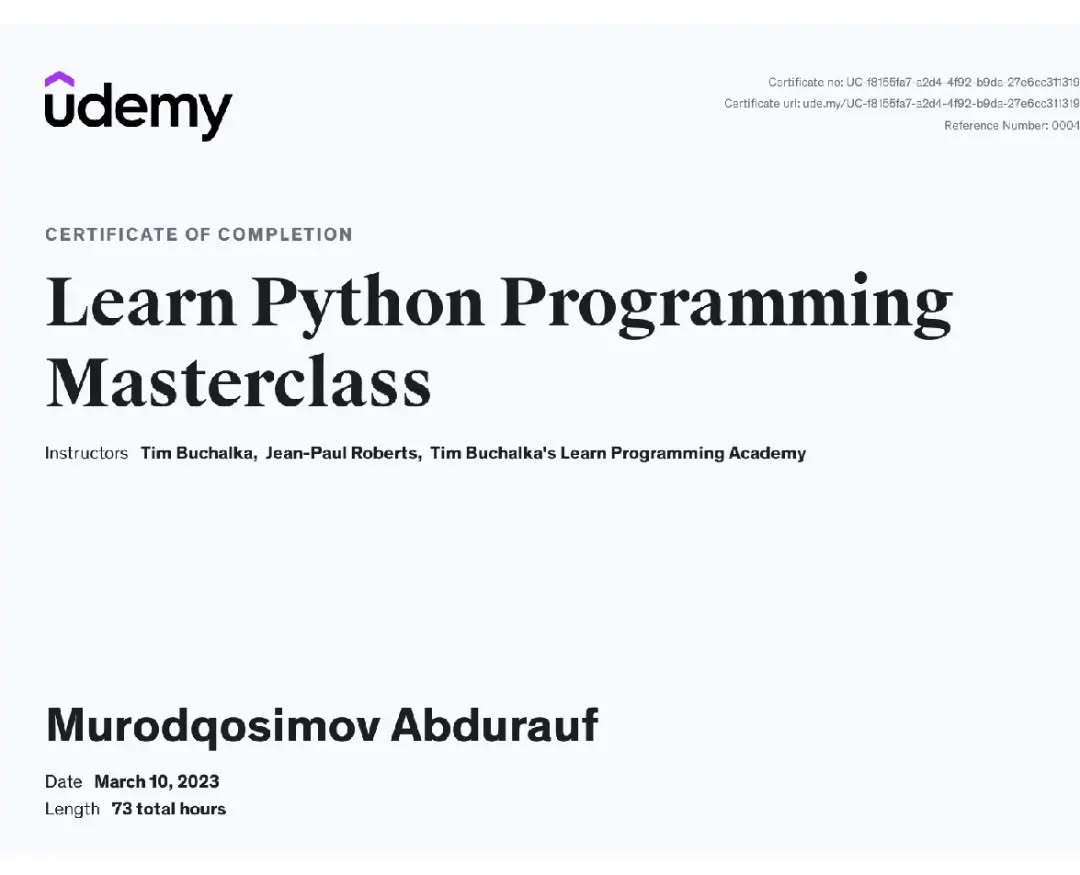 udemy
Certificate no: UC-f8155fa7-a2d4-4f92-b9da-27e6cc311319
Certificate url: ude.my/UC-f8155fa7-a2d4-4f92-b9da-27e6cc311319
Reference Number: 0004
CERTIFICATE OF COMPLETION
Learn Python Programming
Masterclass
Instructors Tim Buchalka, Jean-Paul Roberts, Tim Buchalka's Learn Programming Academy
Murodqosimov Abdurauf
Date March 10, 2023
Length 73 total hours